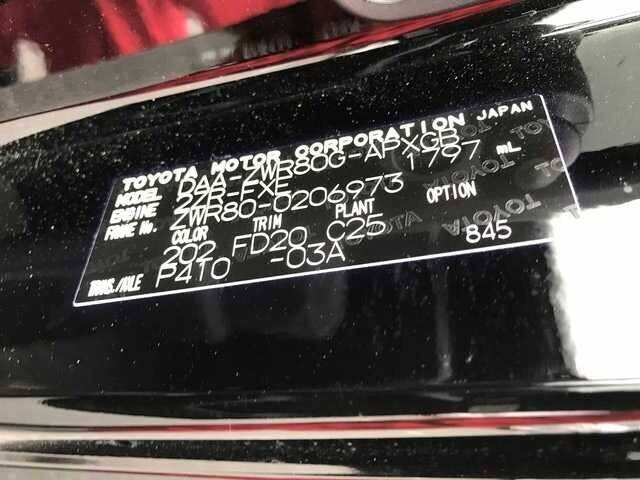 TOYOTA MOTOR CORPORATION JAPAN
MODEL DAA-ZWR80G-APXGB
ENGINE 2ZR-FXE 1797 mL
FRAME No. ZWR80-0206973
COLOR TRIM PLANT OPTION
202 FD20 C25
TRANS./AXLE P410 -03A 845